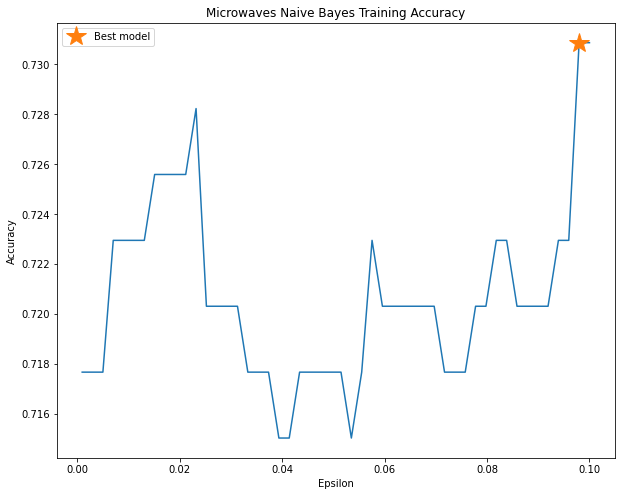 Microwaves Naive Bayes Training Accuracy
Best model
0.730
0.728
0.726
0.724
0.722
0.720
0.718
0.716
Accuracy
0.00 0.02 0.04 0.06 0.08 0.10
Epsilon